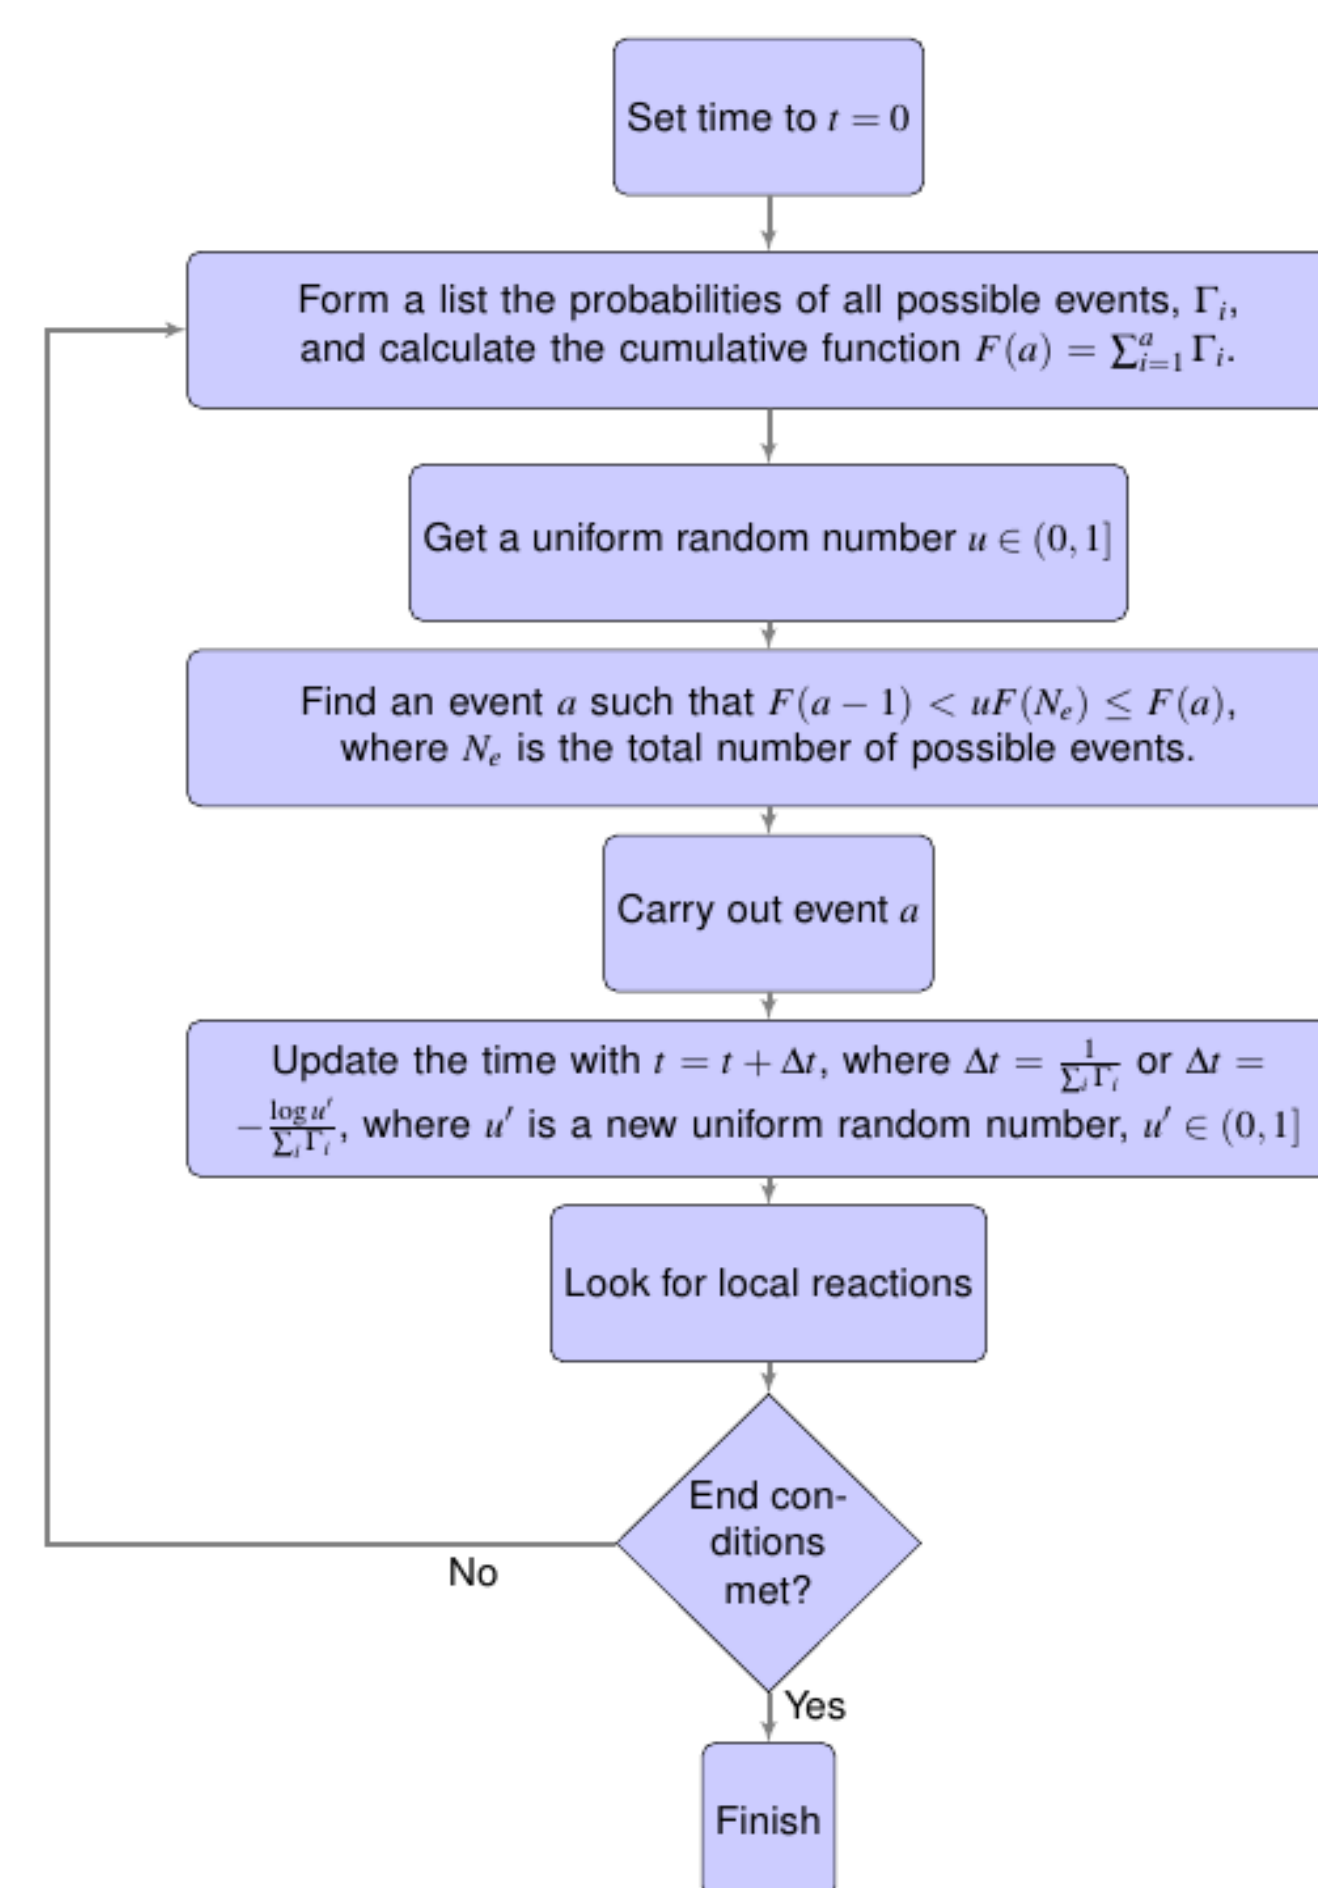 Set time to t = 0
Form a list the probabilities of all possible events, Γ_i,
and calculate the cumulative function F(a) = ∑_{i=1}^{a} Γ_i.
Get a uniform random number u ∈ (0, 1]
Find an event a such that F(a − 1) < uF(N_e) ≤ F(a),
where N_e is the total number of possible events.
Carry out event a
Update the time with t = t + Δt, where Δt = \frac{1}{∑_i Γ_i} or Δt =
−\frac{log u′}{∑_i Γ_i}, where u′ is a new uniform random number, u′ ∈ (0, 1]
Look for local reactions
End con-
ditions
met?
No
Yes
Finish